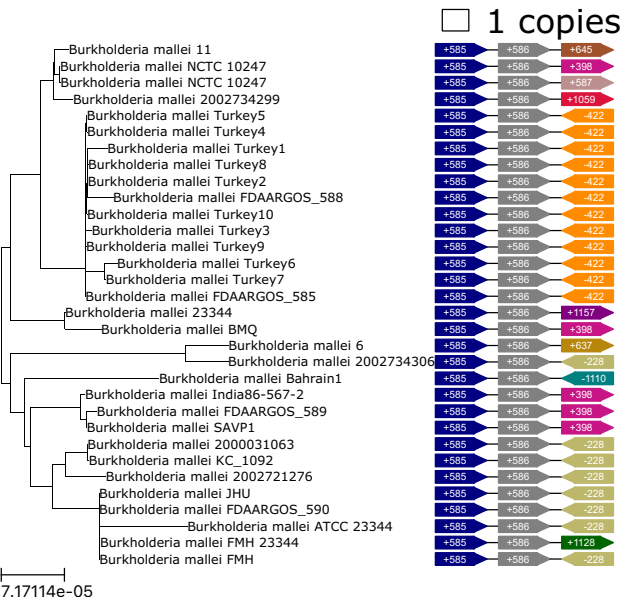 1 copies
Burkholderia mallei 11 +585 +586 +645
Burkholderia mallei NCTC 10247 +585 +586 +398
Burkholderia mallei NCTC 10247 +585 +586 +587
Burkholderia mallei 2002734299 +585 +586 +1059
Burkholderia mallei Turkey5 +585 +586 -422
Burkholderia mallei Turkey4 +585 +586 -422
Burkholderia mallei Turkey1 +585 +586 -422
Burkholderia mallei Turkey8 +585 +586 -422
Burkholderia mallei Turkey2 +585 +586 -422
Burkholderia mallei FDAARGOS_588 +585 +586 -422
Burkholderia mallei Turkey10 +585 +586 -422
Burkholderia mallei Turkey3 +585 +586 -422
Burkholderia mallei Turkey9 +585 +586 -422
Burkholderia mallei Turkey6 +585 +586 -422
Burkholderia mallei Turkey7 +585 +586 -422
Burkholderia mallei FDAARGOS_585 +585 +586 -422
Burkholderia mallei 23344 +585 +586 +1157
Burkholderia mallei BMQ +585 +586 +398
Burkholderia mallei 6 +585 +586 +637
Burkholderia mallei 2002734306 +585 +586 -228
Burkholderia mallei Bahrain1 +585 +586 -1110
Burkholderia mallei India86-567-2 +585 +586 +398
Burkholderia mallei FDAARGOS_589 +585 +586 +398
Burkholderia mallei SAVP1 +585 +586 +398
Burkholderia mallei 2000031063 +585 +586 -228
Burkholderia mallei KC_1092 +585 +586 -228
Burkholderia mallei 2002721276 +585 +586 -228
Burkholderia mallei JHU +585 +586 -228
Burkholderia mallei FDAARGOS_590 +585 +586 -228
Burkholderia mallei ATCC 23344 +585 +586 -228
Burkholderia mallei FMH 23344 +585 +586 +1128
Burkholderia mallei FMH +585 +586 -228
7.17114e-05